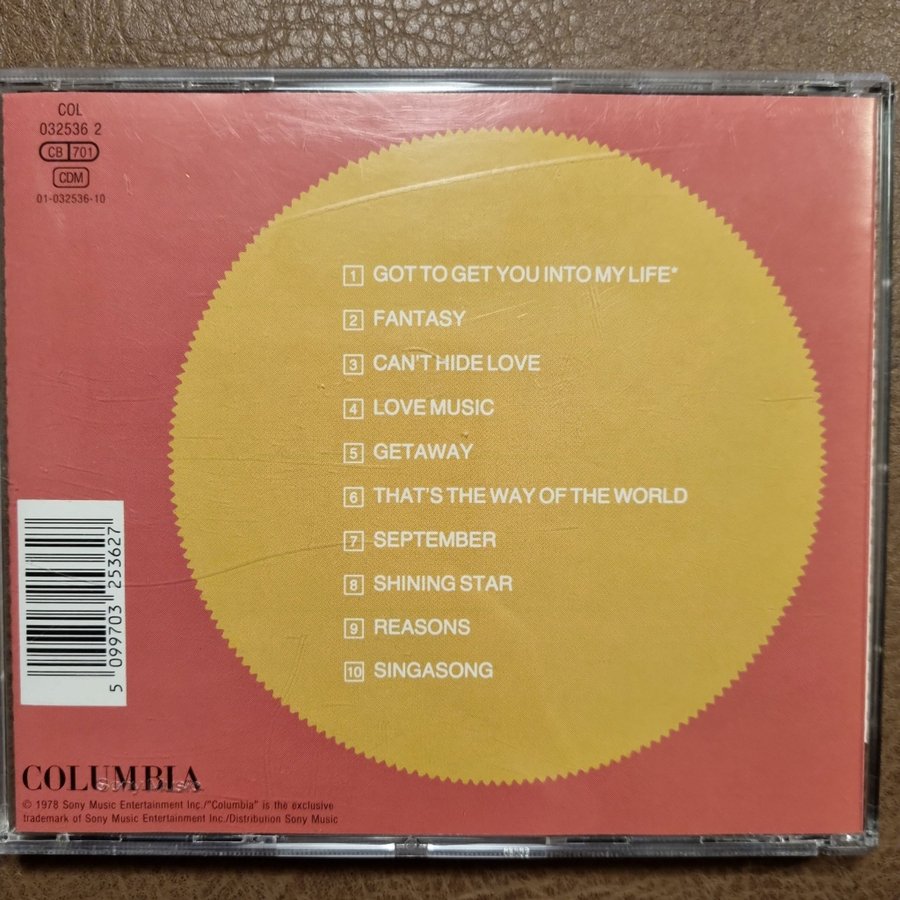 COL
032536 2
CB 701
CDM
01-032536-10
1 GOT TO GET YOU INTO MY LIFE*
2 FANTASY
3 CAN'T HIDE LOVE
4 LOVE MUSIC
5 GETAWAY
6 THAT'S THE WAY OF THE WORLD
7 SEPTEMBER
8 SHINING STAR
9 REASONS
10 SINGASONG
5 099703 253627
COLUMBIA
© 1978 Sony Music Entertainment Inc./"Columbia" is the exclusive
trademark of Sony Music Entertainment Inc./Distribution Sony Music